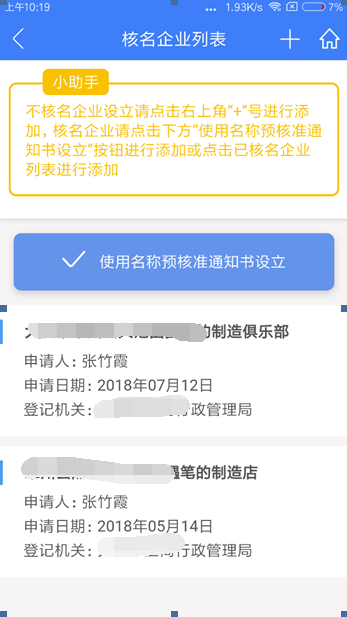 上午10:19
... 1.93K/s 7%
核名企业列表
小助手
不核名企业设立请点击右上角"+"号进行添
加, 核名企业请点击下方"使用名称预核准通
知书设立"按钮进行添加或点击已核名企业
列表进行添加
使用名称预核准通知书设立
的制造俱乐部
申请人: 张竹霞
申请日期: 2018年07月12日
登记机关: 行政管理局
笔的制造店
申请人: 张竹霞
申请日期: 2018年05月14日
登记机关: 行政管理局